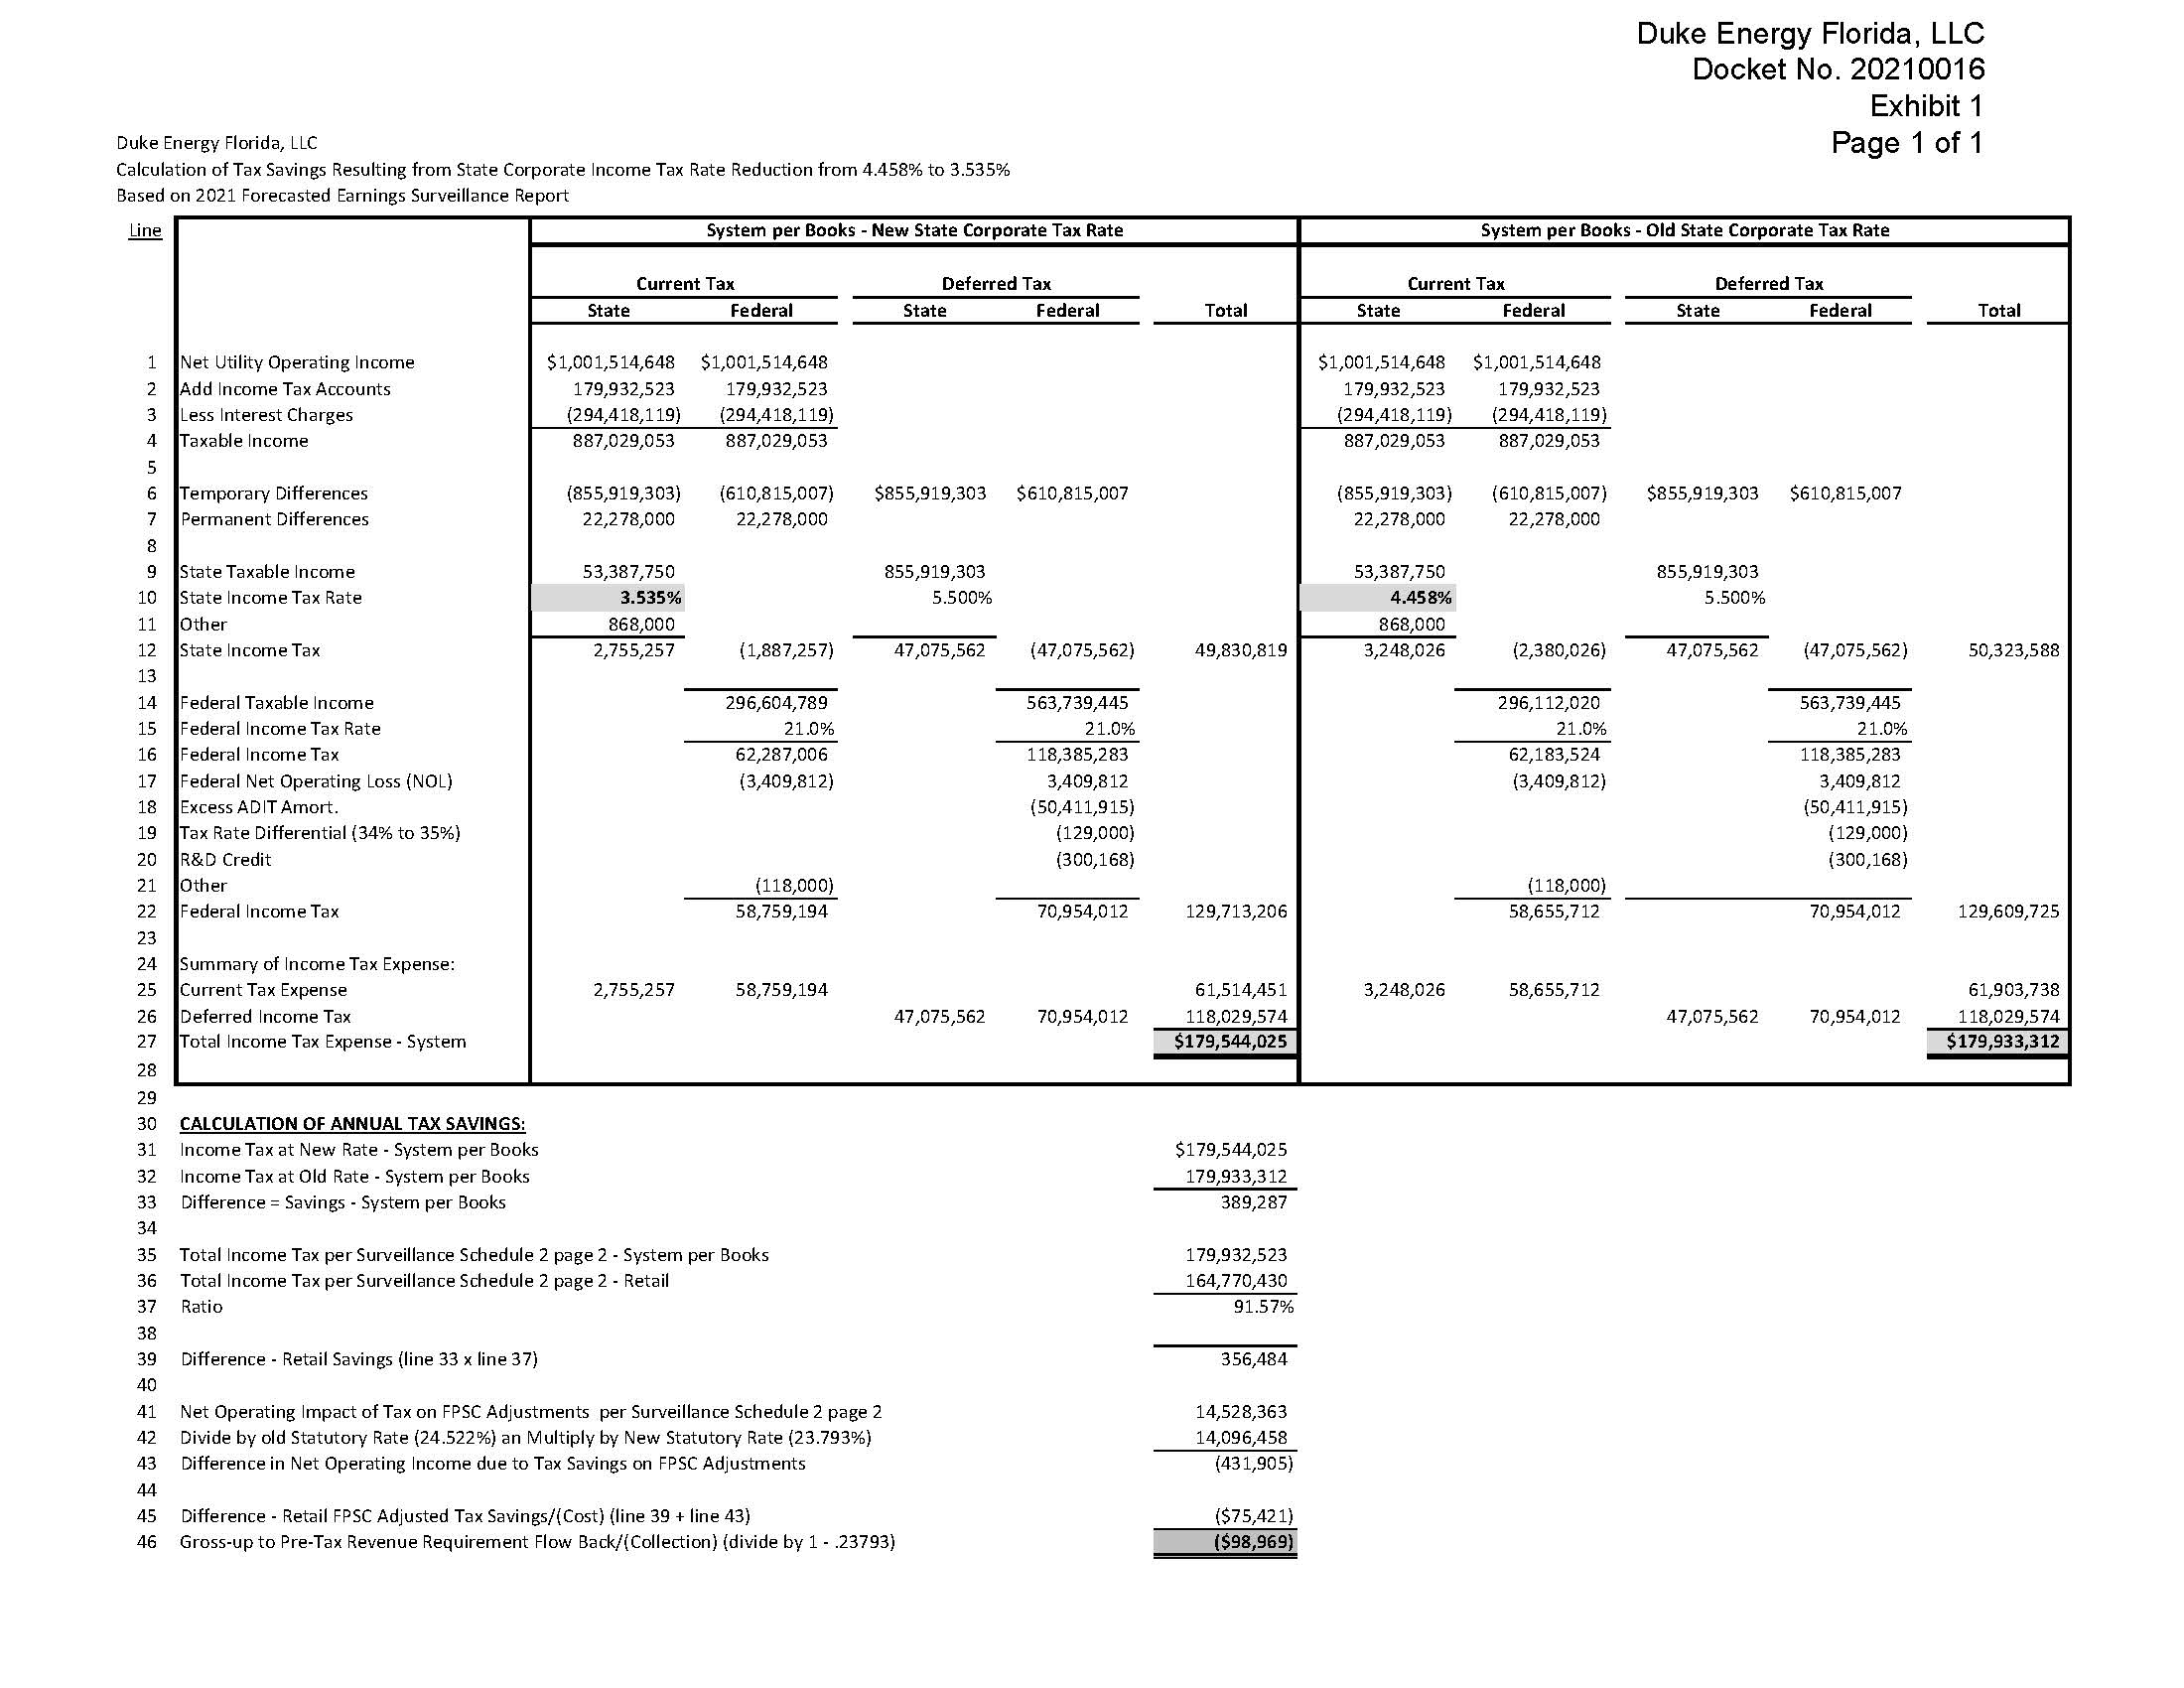 Duke Energy Florida, LLC
Docket No. 20210016
Exhibit 1
Page 1 of 1
Duke Energy Florida, LLC
Calculation of Tax Savings Resulting from State Corporate Income Tax Rate Reduction from 4.458% to 3.535%
Based on 2021 Forecasted Earnings Surveillance Report
Line System per Books - New State Corporate Tax Rate System per Books - Old State Corporate Tax Rate
Current Tax Deferred Tax Current Tax Deferred Tax
State Federal State Federal Total State Federal State Federal Total
1 Net Utility Operating Income $1,001,514,648 $1,001,514,648 $1,001,514,648 $1,001,514,648
2 Add Income Tax Accounts 179,932,523 179,932,523 179,932,523 179,932,523
3 Less Interest Charges (294,418,119) (294,418,119) (294,418,119) (294,418,119)
4 Taxable Income 887,029,053 887,029,053 887,029,053 887,029,053
5
6 Temporary Differences (855,919,303) (610,815,007) $855,919,303 $610,815,007 (855,919,303) (610,815,007) $855,919,303 $610,815,007
7 Permanent Differences 22,278,000 22,278,000 22,278,000 22,278,000
8
9 State Taxable Income 53,387,750 855,919,303 53,387,750 855,919,303
10 State Income Tax Rate 3.535% 5.500% 4.458% 5.500%
11 Other 868,000 868,000
12 State Income Tax 2,755,257 (1,887,257) 47,075,562 (47,075,562) 49,830,819 3,248,026 (2,380,026) 47,075,562 (47,075,562) 50,323,588
13
14 Federal Taxable Income 296,604,789 563,739,445 296,112,020 563,739,445
15 Federal Income Tax Rate 21.0% 21.0% 21.0% 21.0%
16 Federal Income Tax 62,287,006 118,385,283 62,183,524 118,385,283
17 Federal Net Operating Loss (NOL) (3,409,812) 3,409,812 (3,409,812) 3,409,812
18 Excess ADIT Amort. (50,411,915) (50,411,915)
19 Tax Rate Differential (34% to 35%) (129,000) (129,000)
20 R&D Credit (300,168) (300,168)
21 Other (118,000) (118,000)
22 Federal Income Tax 58,759,194 70,954,012 129,713,206 58,655,712 70,954,012 129,609,725
23
24 Summary of Income Tax Expense:
25 Current Tax Expense 2,755,257 58,759,194 61,514,451 3,248,026 58,655,712 61,903,738
26 Deferred Income Tax 47,075,562 70,954,012 118,029,574 47,075,562 70,954,012 118,029,574
27 Total Income Tax Expense - System $179,544,025 $179,933,312
28
29
30 CALCULATION OF ANNUAL TAX SAVINGS:
31 Income Tax at New Rate - System per Books $179,544,025
32 Income Tax at Old Rate - System per Books 179,933,312
33 Difference = Savings - System per Books 389,287
34
35 Total Income Tax per Surveillance Schedule 2 page 2 - System per Books 179,932,523
36 Total Income Tax per Surveillance Schedule 2 page 2 - Retail 164,770,430
37 Ratio 91.57%
38
39 Difference - Retail Savings (line 33 x line 37) 356,484
40
41 Net Operating Impact of Tax on FPSC Adjustments per Surveillance Schedule 2 page 2 14,528,363
42 Divide by old Statutory Rate (24.522%) an Multiply by New Statutory Rate (23.793%) 14,096,458
43 Difference in Net Operating Income due to Tax Savings on FPSC Adjustments (431,905)
44
45 Difference - Retail FPSC Adjusted Tax Savings/(Cost) (line 39 + line 43) ($75,421)
46 Gross-up to Pre-Tax Revenue Requirement Flow Back/(Collection) (divide by 1 - .23793) ($98,969)